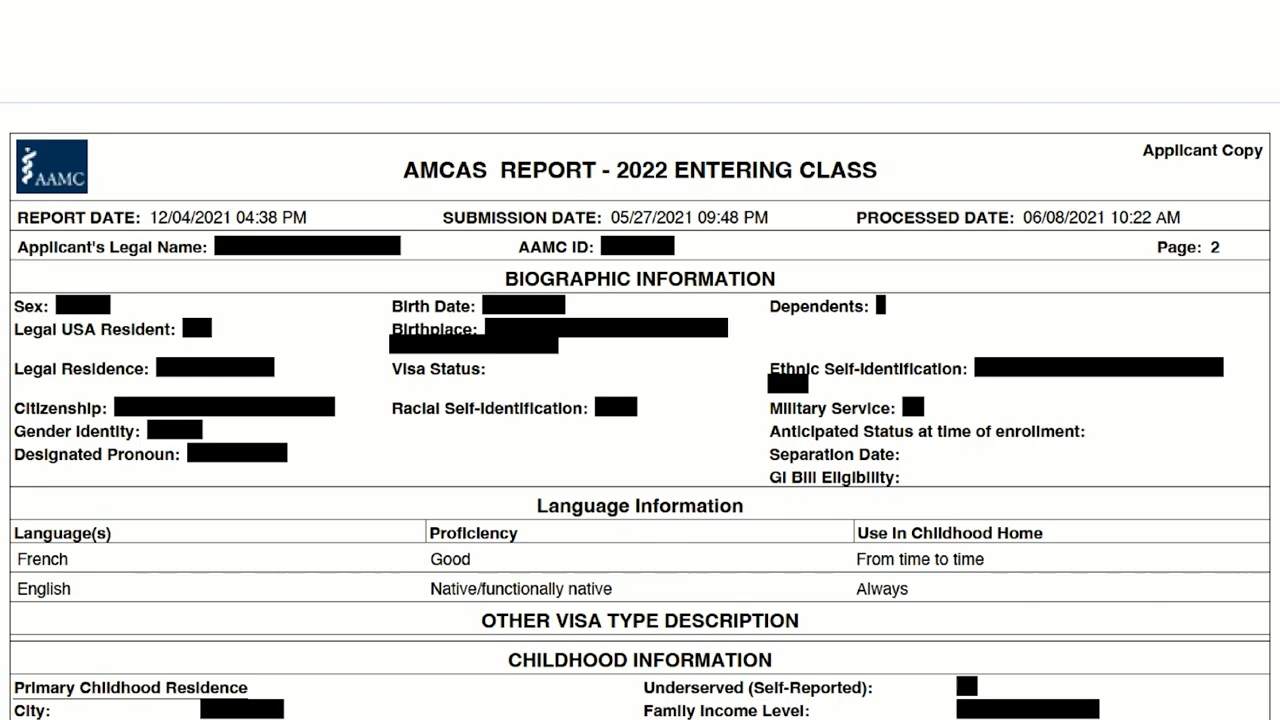 AAMC
AMCAS REPORT - 2022 ENTERING CLASS
Applicant Copy
REPORT DATE: 12/04/2021 04:38 PM SUBMISSION DATE: 05/27/2021 09:48 PM PROCESSED DATE: 06/08/2021 10:22 AM
Applicant's Legal Name: AAMC ID: Page: 2
BIOGRAPHIC INFORMATION
Sex: Birth Date: Dependents:
Legal USA Resident: Birthplace:
Legal Residence: Visa Status: Ethnic Self-Identification:
Citizenship: Racial Self-Identification: Military Service:
Gender Identity: Anticipated Status at time of enrollment:
Designated Pronoun: Separation Date:
GI Bill Eligibility:
Language Information
Language(s) Proficiency Use In Childhood Home
French Good From time to time
English Native/functionally native Always
OTHER VISA TYPE DESCRIPTION
CHILDHOOD INFORMATION
Primary Childhood Residence Underserved (Self-Reported):
City: Family Income Level: